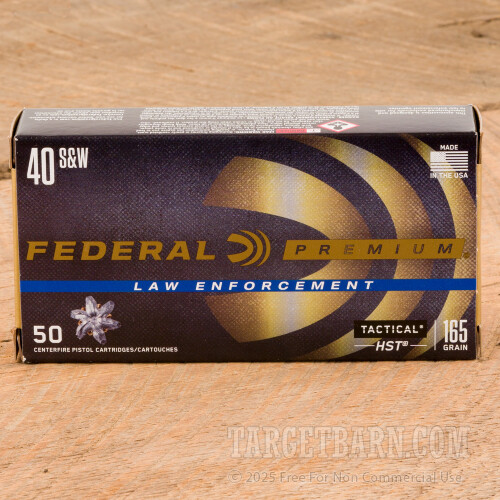 40 S&W
MADE
IN THE USA
FEDERAL PREMIUM®
LAW ENFORCEMENT
50
CENTERFIRE PISTOL CARTRIDGES/CARTOUCHES
TACTICAL®
HST®
165
GRAIN
TARGETBARN.COM
© 2025 Free For Non Commercial Use